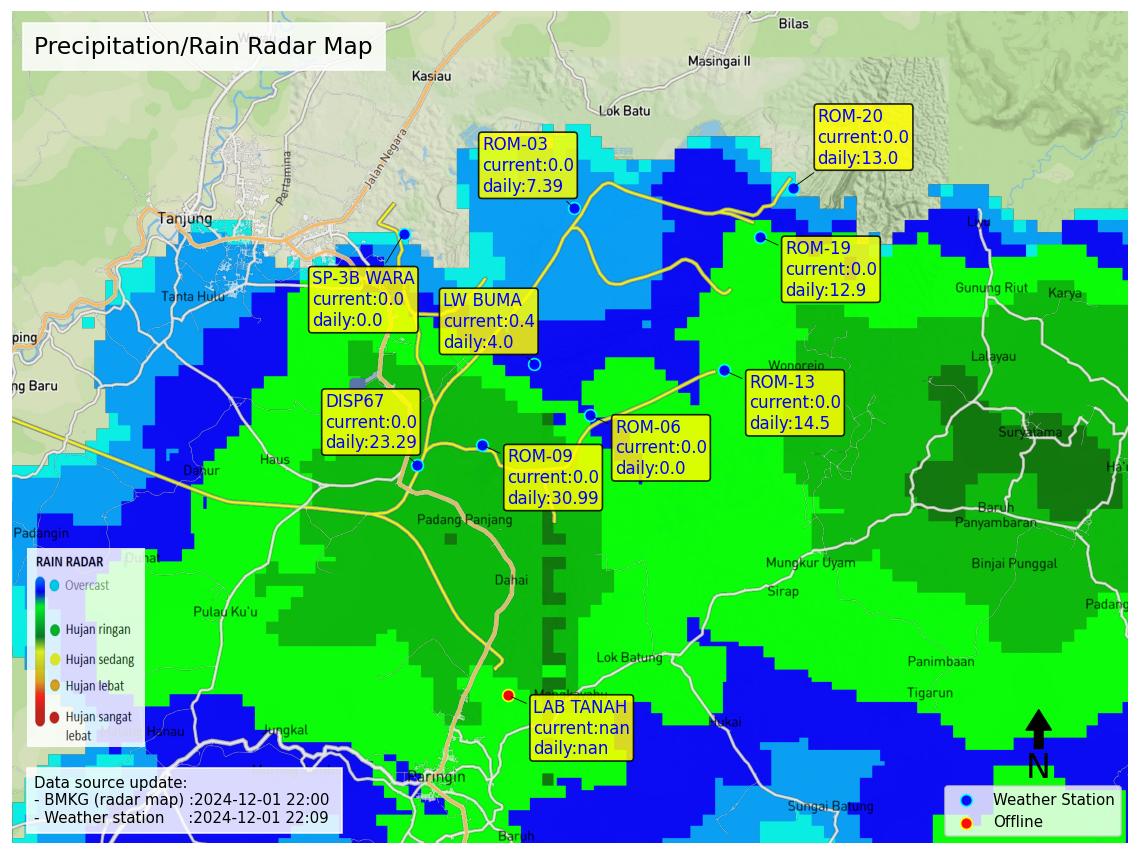 Precipitation/Rain Radar Map
Bilas
Masingai II
Kasiau
Lok Batu
Jalan Negara
Pertamina
Tanjung
ROM-03
current:0.0
daily:7.39
ROM-20
current:0.0
daily:13.0
Liyu
ROM-19
current:0.0
daily:12.9
SP-3B WARA
current:0.0
daily:0.0
LW BUMA
current:0.4
daily:4.0
Tanta Hulu
Gunung Riut
Karya
ping
ng Baru
Lalayau
Wonorejo
ROM-13
current:0.0
daily:14.5
DISP67
current:0.0
daily:23.29
ROM-06
current:0.0
daily:0.0
ROM-09
current:0.0
daily:30.99
Suryatama
Haus
Dahur
Ha'u
Baruh
Panyambaran
Padang Panjang
Padangin
Dunat
Mungkur Uyam
Binjai Punggal
Dahai
Sirap
Padang
Pulau Ku'u
Lok Batung
Panimbaan
Tigarun
LAB TANAH
current:nan
daily:nan
Hukai
Hanau
Jungkal
Paringin
Sungai Batung
Baruh
RAIN RADAR
Overcast
Hujan ringan
Hujan sedang
Hujan lebat
Hujan sangat
lebat
Data source update:
- BMKG (radar map) :2024-12-01 22:00
- Weather station :2024-12-01 22:09
N
Weather Station
Offline